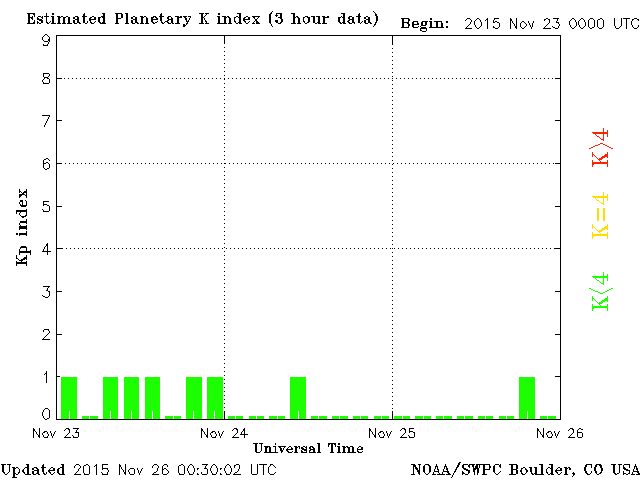 Estimated Planetary K index (3 hour data) Begin: 2015 Nov 23 0000 UTC
9
8
7
6
5
4
3
2
1
0
Kp index
K>4
K=4
K<4
Nov 23 Nov 24 Nov 25 Nov 26
Universal Time
Updated 2015 Nov 26 00:30:02 UTC NOAA/SWPC Boulder, CO USA